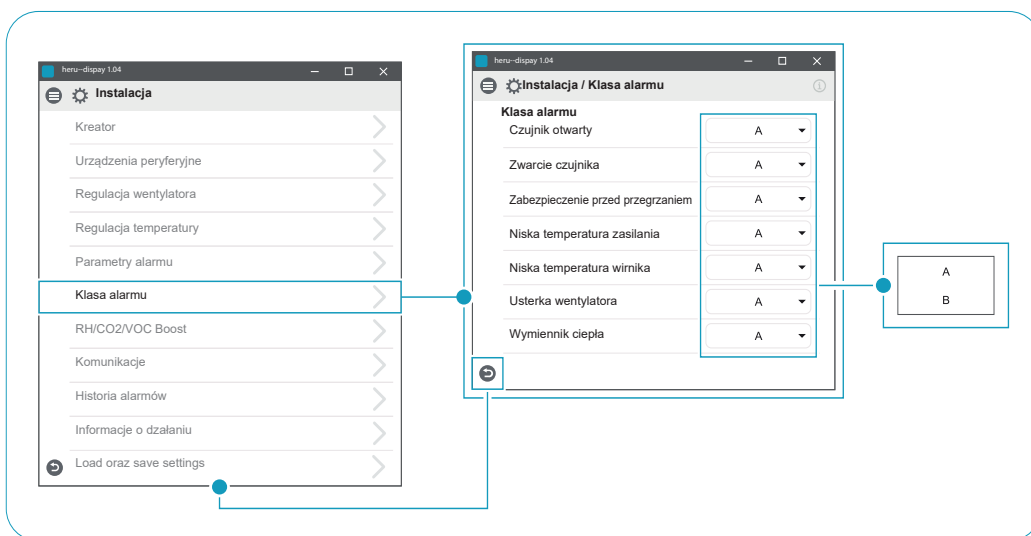 heru-dispay 1.04
Instalacja
Kreator
Urządzenia peryferyjne
Regulacja wentylatora
Regulacja temperatury
Parametry alarmu
Klasa alarmu
RH/CO2/VOC Boost
Komunikacje
Historia alarmów
Informacje o dzałaniu
Load oraz save settings
heru-dispay 1.04
Instalacja / Klasa alarmu
Klasa alarmu
Czujnik otwarty A
Zwarcie czujnika A
Zabezpieczenie przed przegrzaniem A
Niska temperatura zasilania A
Niska temperatura wirnika A
Usterka wentylatora A
Wymiennik ciepła A
A
B